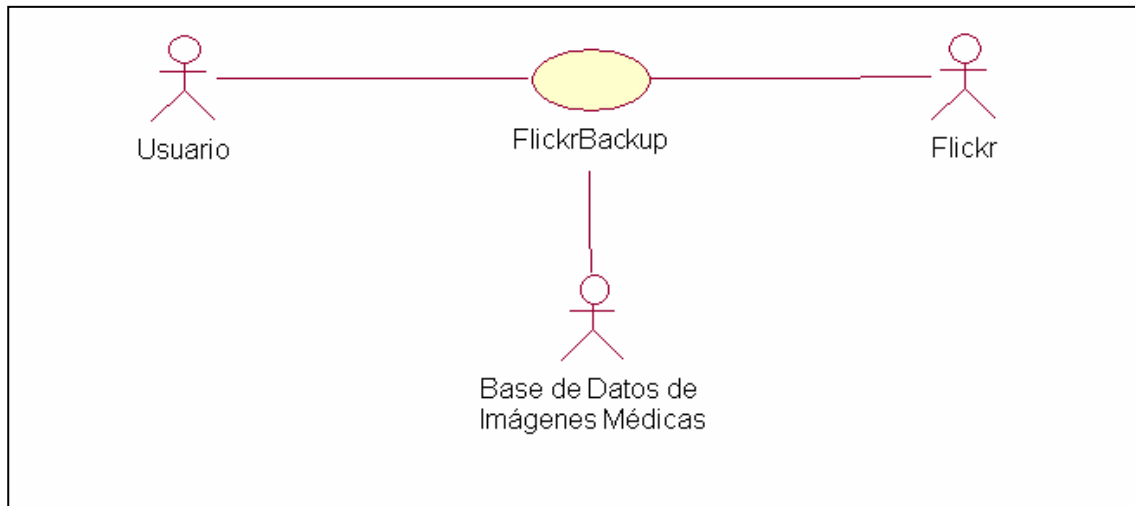 Usuario
FlickrBackup
Flickr
Base de Datos de
Imágenes Médicas